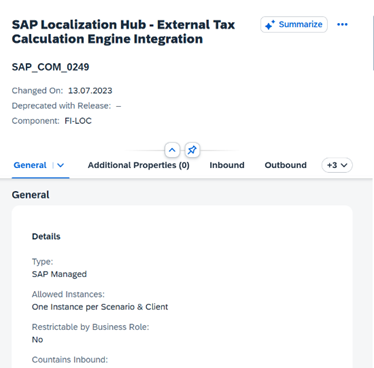 SAP Localization Hub - External Tax
Calculation Engine Integration
Summarize
SAP_COM_0249
Changed On: 13.07.2023
Deprecated with Release: –
Component: FI-LOC
General
Additional Properties (0)
Inbound
Outbound
+3
General
Details
Type:
SAP Managed
Allowed Instances:
One Instance per Scenario & Client
Restrictable by Business Role:
No
Countains Inbound: